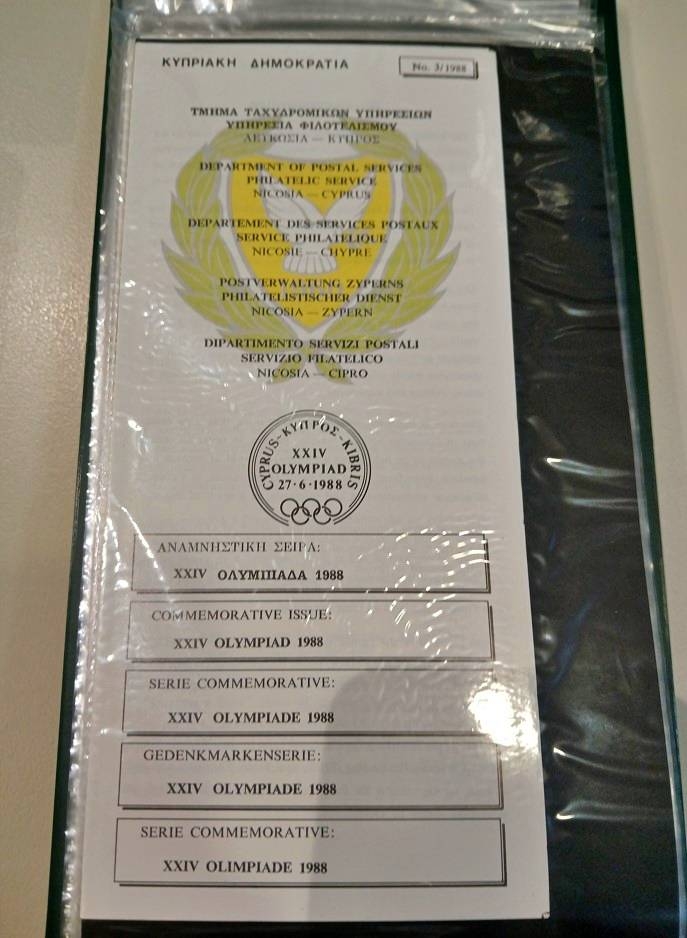 ΚΥΠΡΙΑΚΗ ΔΗΜΟΚΡΑΤΙΑ
No. 3/1988
ΤΜΗΜΑ ΤΑΧΥΔΡΟΜΙΚΩΝ ΥΠΗΡΕΣΙΩΝ
ΥΠΗΡΕΣΙΑ ΦΙΛΟΤΕΛΙΣΜΟΥ
ΛΕΥΚΩΣΙΑ — ΚΥΠΡΟΣ
DEPARTMENT OF POSTAL SERVICES
PHILATELIC SERVICE
NICOSIA — CYPRUS
DEPARTEMENT DES SERVICES POSTAUX
SERVICE PHILATELIQUE
NICOSIE — CHYPRE
POSTVERWALTUNG ZYPERNS
PHILATELISTISCHER DIENST
NICOSIA — ZYPERN
DIPARTIMENTO SERVIZI POSTALI
SERVIZIO FILATELICO
NICOSIA — CIPRO
CYPRUS-ΚΥΠΡΟΣ-KIBRIS
XXIV
OLYMPIAD
27·6·1988
ΑΝΑΜΝΗΣΤΙΚΗ ΣΕΙΡΑ:
XXIV ΟΛΥΜΠΙΑΔΑ 1988
COMMEMORATIVE ISSUE:
XXIV OLYMPIAD 1988
SERIE COMMEMORATIVE:
XXIV OLYMPIADE 1988
GEDENKMARKENSERIE:
XXIV OLYMPIADE 1988
SERIE COMMEMORATIVE:
XXIV OLIMPIADE 1988